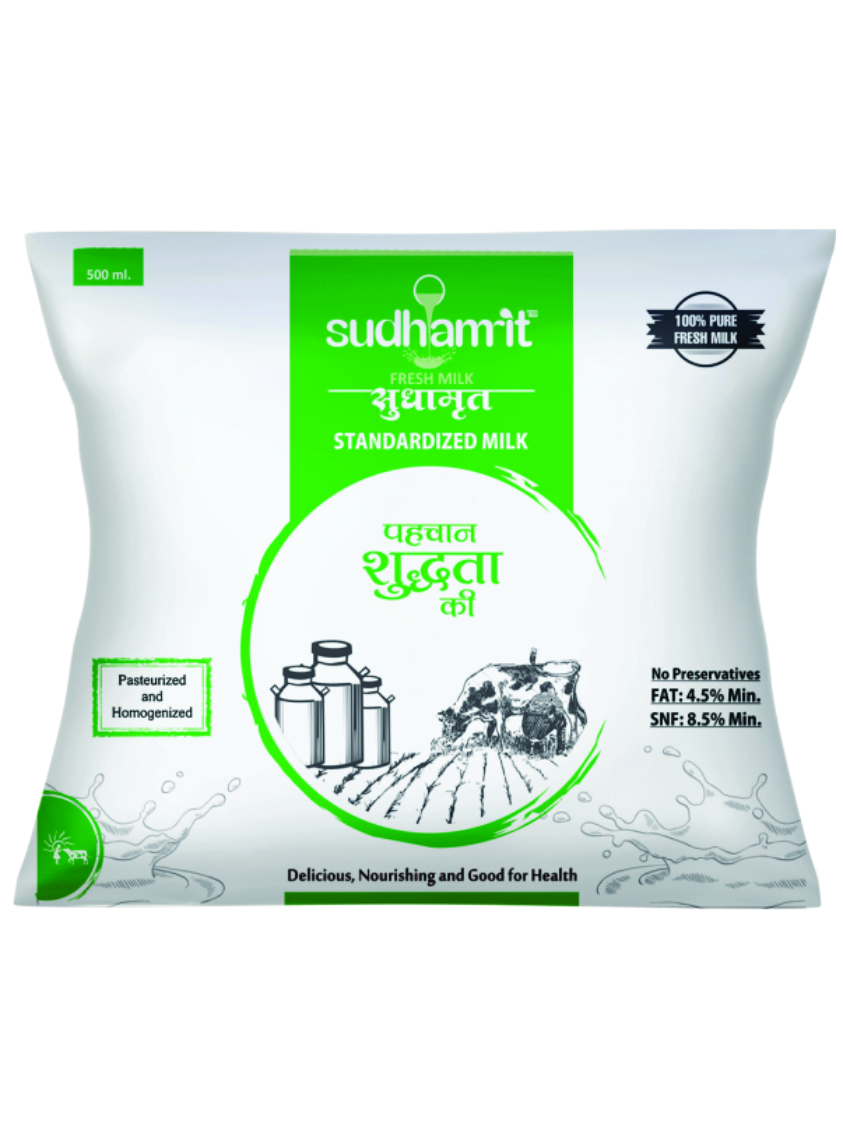 500 ml.
sudhamrit™
FRESH MILK
सुधामृत
STANDARDIZED MILK
100% PURE
FRESH MILK
पहचान
शुद्धता
की
Pasteurized
and
Homogenized
No Preservatives
FAT: 4.5% Min.
SNF: 8.5% Min.
Delicious, Nourishing and Good for Health